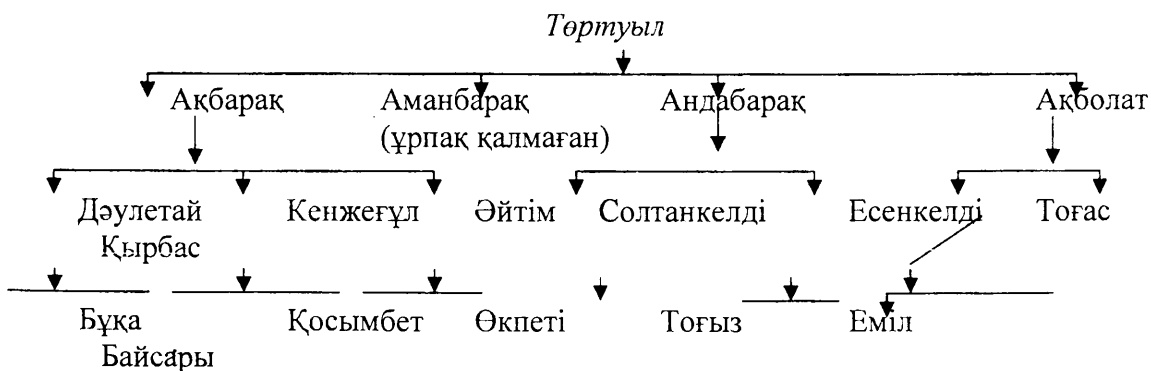 Төртуыл
Ақбарақ Аманбарақ Андабарақ Ақболат
(ұрпақ қалмаған)
Дәулетай Кенжеғұл Әйтім Солтанкелді Есенкелді Тоғас
Қырбас
Бұқа Қосымбет Өкпеті Тоғыз Еміл
Байсары